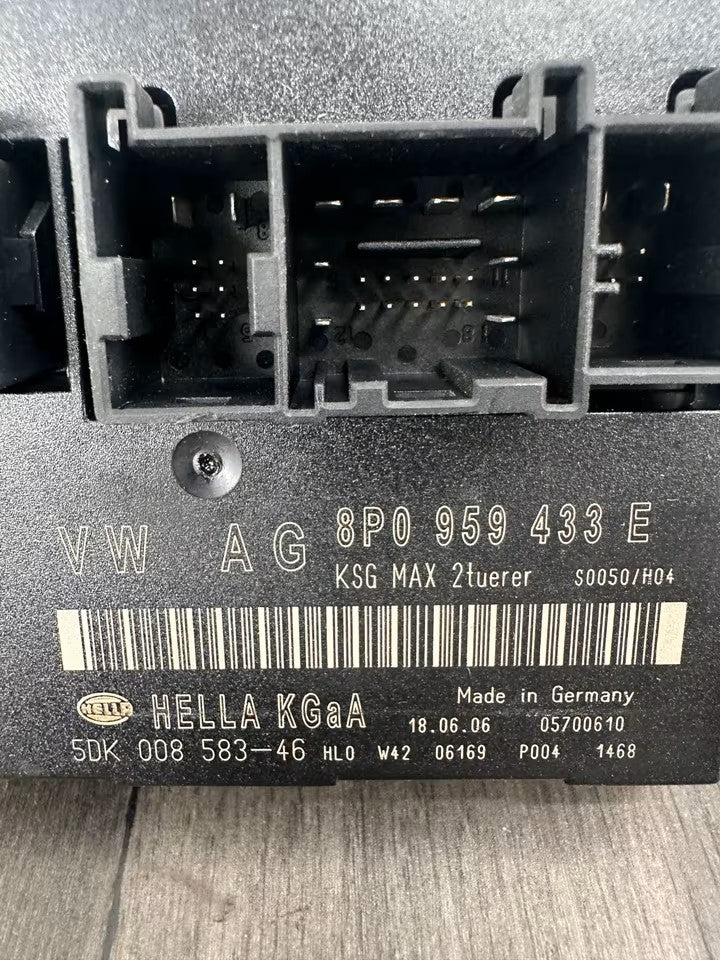 VW AG 8P0 959 433 E
KSG MAX 2tuerer S0050/H04
HELLA HELLA KGaA Made in Germany
18.06.06 05700610
5DK 008 583-46 HLO W42 06169 P004 1468